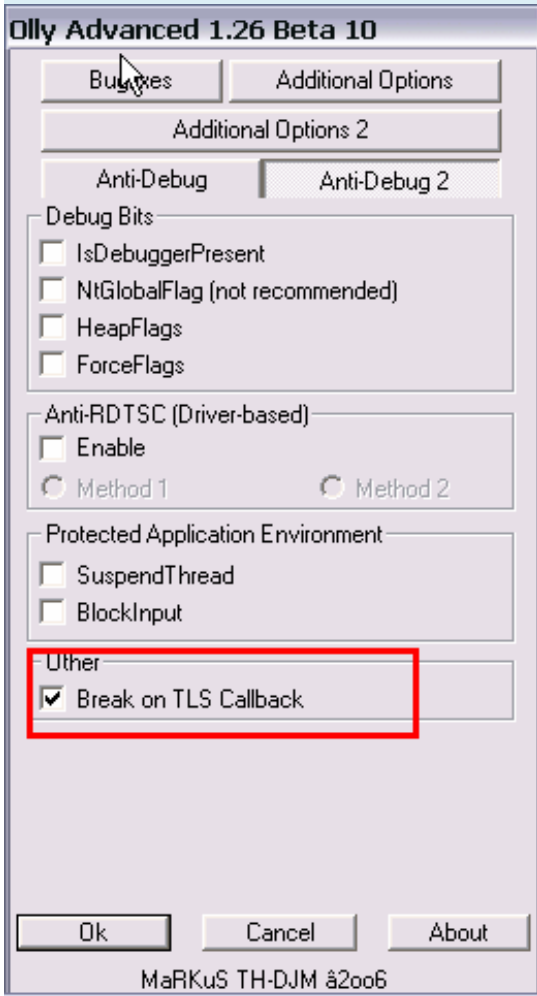 Olly Advanced 1.26 Beta 10
Bugfixes Additional Options
Additional Options 2
Anti-Debug Anti-Debug 2
Debug Bits
IsDebuggerPresent
NtGlobalFlag (not recommended)
HeapFlags
ForceFlags
Anti-RDTSC (Driver-based)
Enable
Method 1 Method 2
Protected Application Environment
SuspendThread
BlockInput
Other
Break on TLS Callback
Ok Cancel About
MaRKuS TH-DJM â2oo6